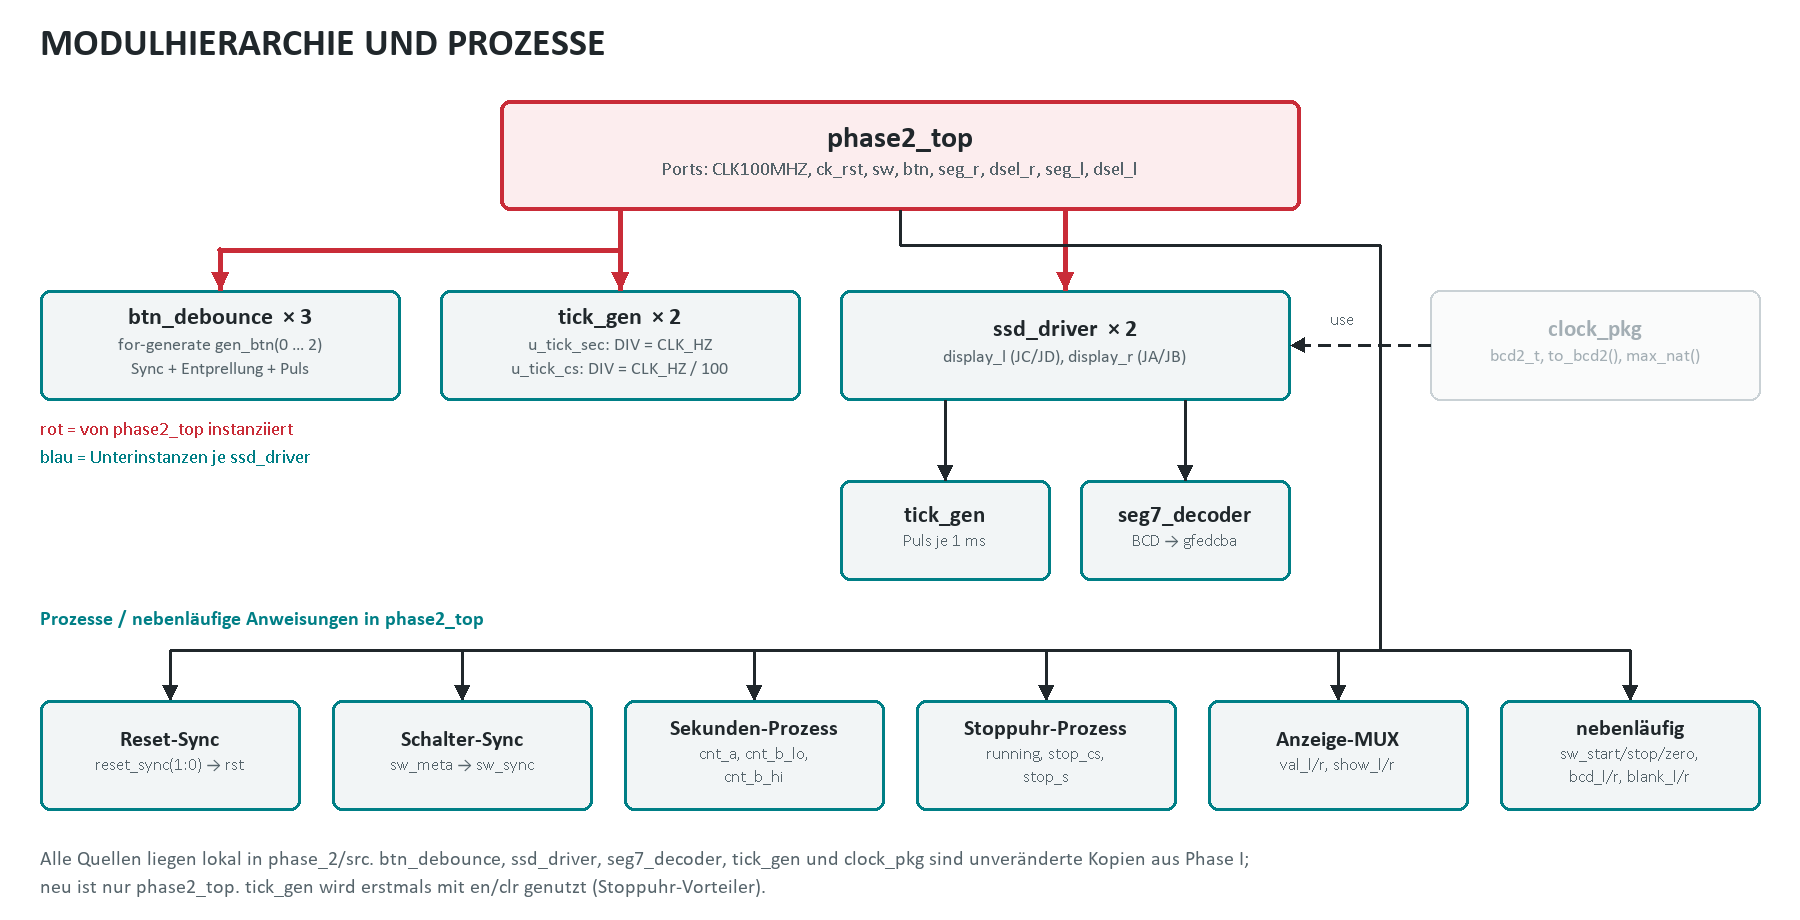 MODULHIERARCHIE UND PROZESSE
phase2_top
Ports: CLK100MHZ, ck_rst, sw, btn, seg_r, dsel_r, seg_l, dsel_l
btn_debounce × 3
for-generate gen_btn(0 ... 2)
Sync + Entprellung + Puls
tick_gen × 2
u_tick_sec: DIV = CLK_HZ
u_tick_cs: DIV = CLK_HZ / 100
ssd_driver × 2
display_l (JC/JD), display_r (JA/JB)
use
clock_pkg
bcd2_t, to_bcd2(), max_nat()
rot = von phase2_top instanziiert
blau = Unterinstanzen je ssd_driver
tick_gen
Puls je 1 ms
seg7_decoder
BCD → gfedcba
Prozesse / nebenläufige Anweisungen in phase2_top
Reset-Sync
reset_sync(1:0) → rst
Schalter-Sync
sw_meta → sw_sync
Sekunden-Prozess
cnt_a, cnt_b_lo,
cnt_b_hi
Stoppuhr-Prozess
running, stop_cs,
stop_s
Anzeige-MUX
val_l/r, show_l/r
nebenläufig
sw_start/stop/zero,
bcd_l/r, blank_l/r
Alle Quellen liegen lokal in phase_2/src. btn_debounce, ssd_driver, seg7_decoder, tick_gen und clock_pkg sind unveränderte Kopien aus Phase I;
neu ist nur phase2_top. tick_gen wird erstmals mit en/clr genutzt (Stoppuhr-Vorteiler).